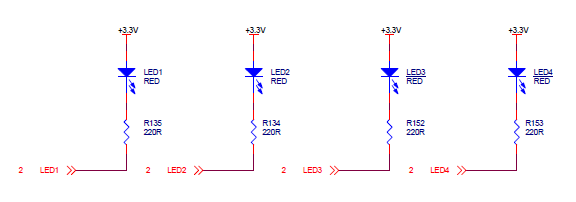 +3.3V +3.3V +3.3V +3.3V
LED1 LED2 LED3 LED4
RED RED RED RED
R135 R134 R152 R153
220R 220R 220R 220R
2 LED1 2 LED2 2 LED3 2 LED4